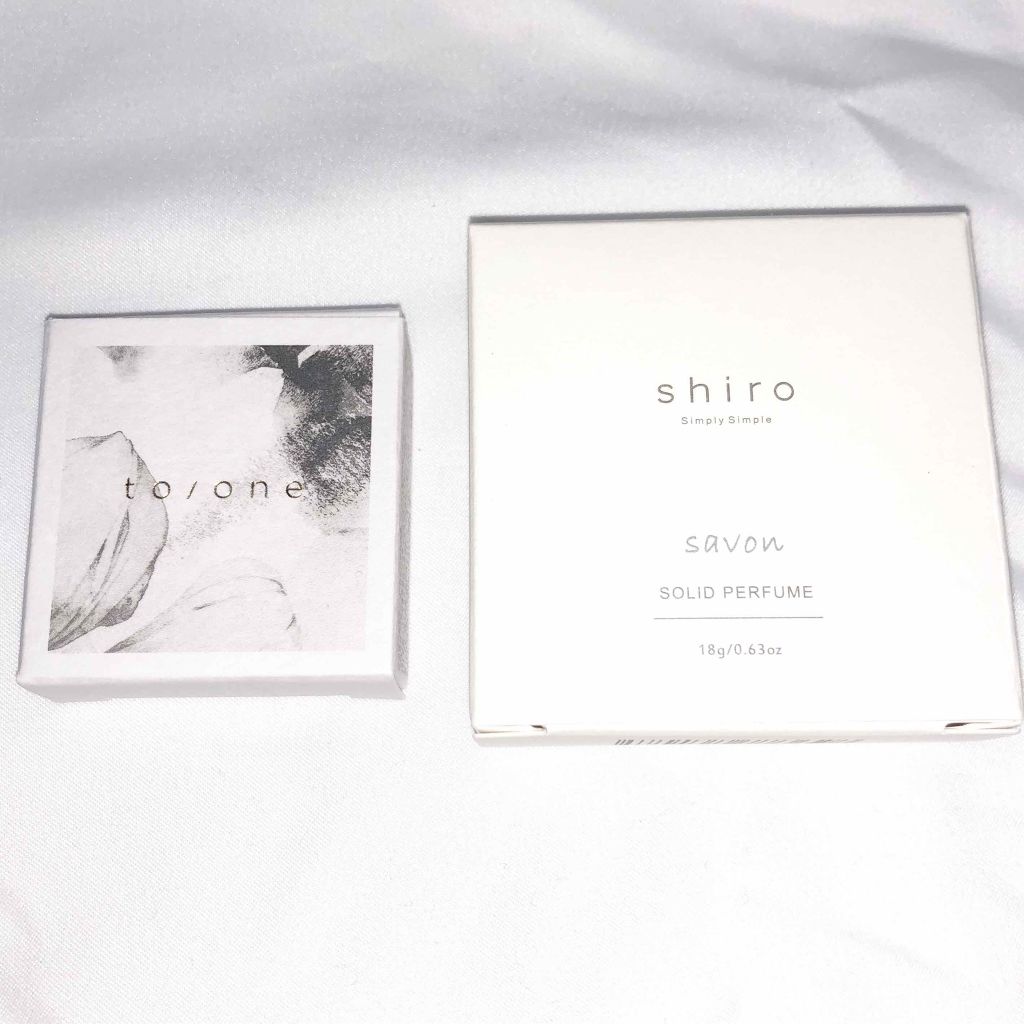 to/one
shiro
Simply Simple
savon
SOLID PERFUME
18g/0.63oz